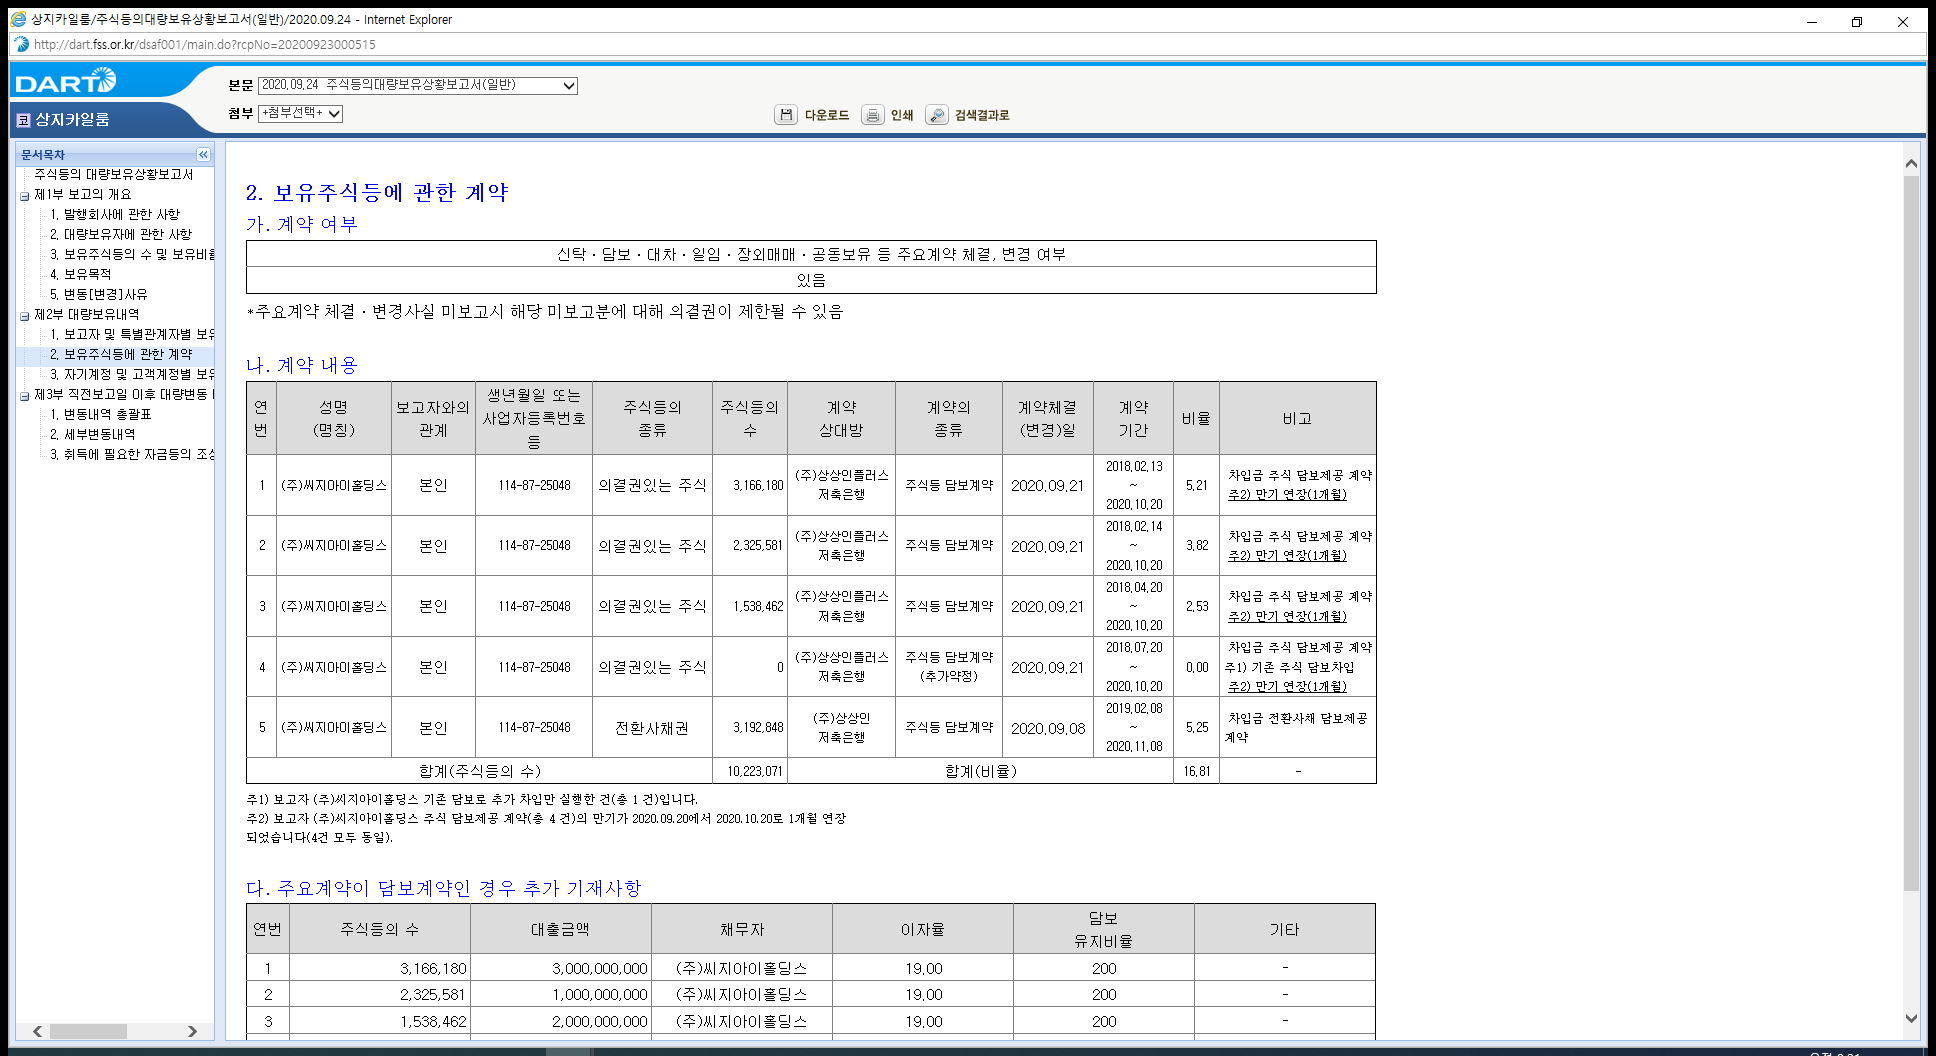 상지카일룸/주식등의대량보유상황보고서(일반)/2020.09.24 - Internet Explorer
http://dart.fss.or.kr/dsaf001/main.do?rcpNo=20200923000515
DART
본문 2020.09.24 주식등의대량보유상황보고서(일반)
코 상지카일룸
첨부 +첨부선택+
다운로드 인쇄 검색결과로
문서목차
주식등의 대량보유상황보고서
제1부 보고의 개요
1. 발행회사에 관한 사항
2. 대량보유자에 관한 사항
3. 보유주식등의 수 및 보유비율
4. 보유목적
5. 변동[변경]사유
제2부 대량보유내역
1. 보고자 및 특별관계자별 보유
2. 보유주식등에 관한 계약
3. 자기계정 및 고객계정별 보유
제3부 직전보고일 이후 대량변동
1. 변동내역 총괄표
2. 세부변동내역
3. 취득에 필요한 자금등의 조성
2. 보유주식등에 관한 계약
가. 계약 여부
신탁ㆍ담보ㆍ대차ㆍ일임ㆍ장외매매ㆍ공동보유 등 주요계약 체결, 변경 여부
있음
*주요계약 체결ㆍ변경사실 미보고시 해당 미보고분에 대해 의결권이 제한될 수 있음
나. 계약 내용
연번 성명(명칭) 보고자와의 관계 생년월일 또는 사업자등록번호 등 주식등의 종류 주식등의 수 계약 상대방 계약의 종류 계약체결(변경)일 계약 기간 비율 비고
1 (주)씨지아이홀딩스 본인 114-87-25048 의결권있는 주식 3,166,180 (주)상상인플러스 저축은행 주식등 담보계약 2020.09.21 2018.02.13 ~ 2020.10.20 5.21 차입금 주식 담보제공 계약 주2) 만기 연장(1개월)
2 (주)씨지아이홀딩스 본인 114-87-25048 의결권있는 주식 2,325,581 (주)상상인플러스 저축은행 주식등 담보계약 2020.09.21 2018.02.14 ~ 2020.10.20 3.82 차입금 주식 담보제공 계약 주2) 만기 연장(1개월)
3 (주)씨지아이홀딩스 본인 114-87-25048 의결권있는 주식 1,538,462 (주)상상인플러스 저축은행 주식등 담보계약 2020.09.21 2018.04.20 ~ 2020.10.20 2.53 차입금 주식 담보제공 계약 주2) 만기 연장(1개월)
4 (주)씨지아이홀딩스 본인 114-87-25048 의결권있는 주식 0 (주)상상인플러스 저축은행 주식등 담보계약 (추가약정) 2020.09.21 2018.07.20 ~ 2020.10.20 0.00 차입금 주식 담보제공 계약 주1) 기존 주식 담보차입 주2) 만기 연장(1개월)
5 (주)씨지아이홀딩스 본인 114-87-25048 전환사채권 3,192,848 (주)상상인 저축은행 주식등 담보계약 2020.09.08 2019.02.08 ~ 2020.11.08 5.25 차입금 전환사채 담보제공 계약
합계(주식등의 수) 10,223,071 합계(비율) 16.81 -
주1) 보고자 (주)씨지아이홀딩스 기존 담보로 추가 차입만 실행한 건(총 1 건)입니다.
주2) 보고자 (주)씨지아이홀딩스 주식 담보제공 계약(총 4 건)의 만기가 2020.09.20에서 2020.10.20로 1개월 연장
되었습니다(4건 모두 동일).
다. 주요계약이 담보계약인 경우 추가 기재사항
연번 주식등의 수 대출금액 채무자 이자율 담보 유지비율 기타
1 3,166,180 3,000,000,000 (주)씨지아이홀딩스 19.00 200 -
2 2,325,581 1,000,000,000 (주)씨지아이홀딩스 19.00 200 -
3 1,538,462 2,000,000,000 (주)씨지아이홀딩스 19.00 200 -